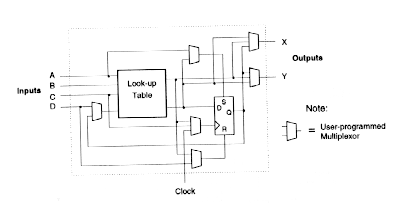 X
Outputs
Y
Inputs
A
B
C
D
Look-up
Table
S
D
Q
R
Clock
Note:
= User-programmed
Multiplexor